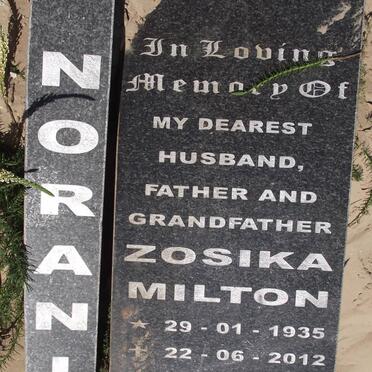 NORANI
In Loving
Memory Of
MY DEAREST
HUSBAND,
FATHER AND
GRANDFATHER
ZOSIKA
MILTON
29 - 01 - 1935
22 - 06 - 2012